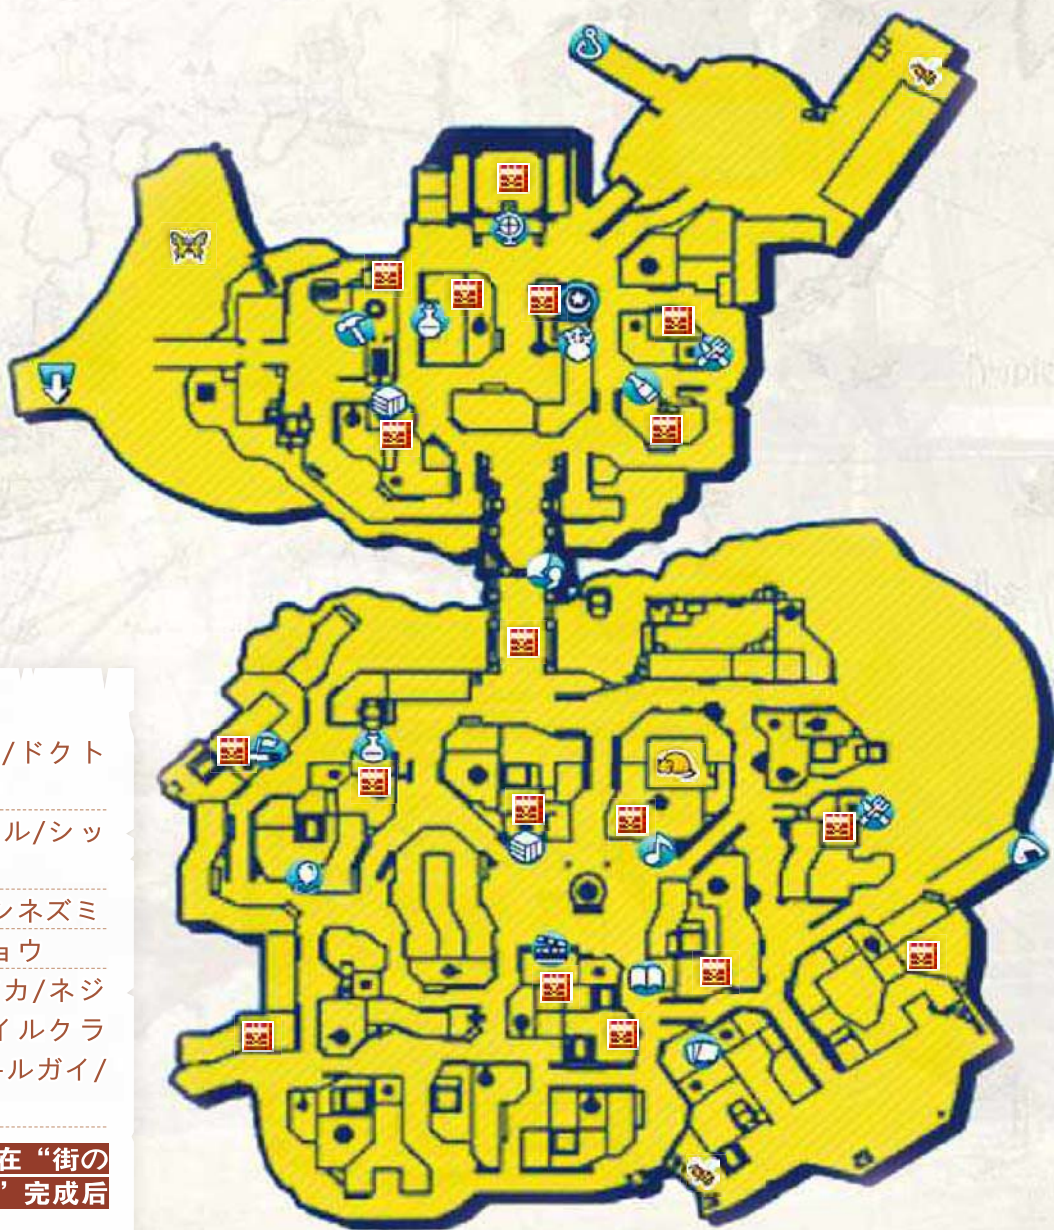 /ドクト
ル/シッ
ンネズミ
ョウ
カ/ネジ
イルクラ
ールガイ/
在“街の
”完成后